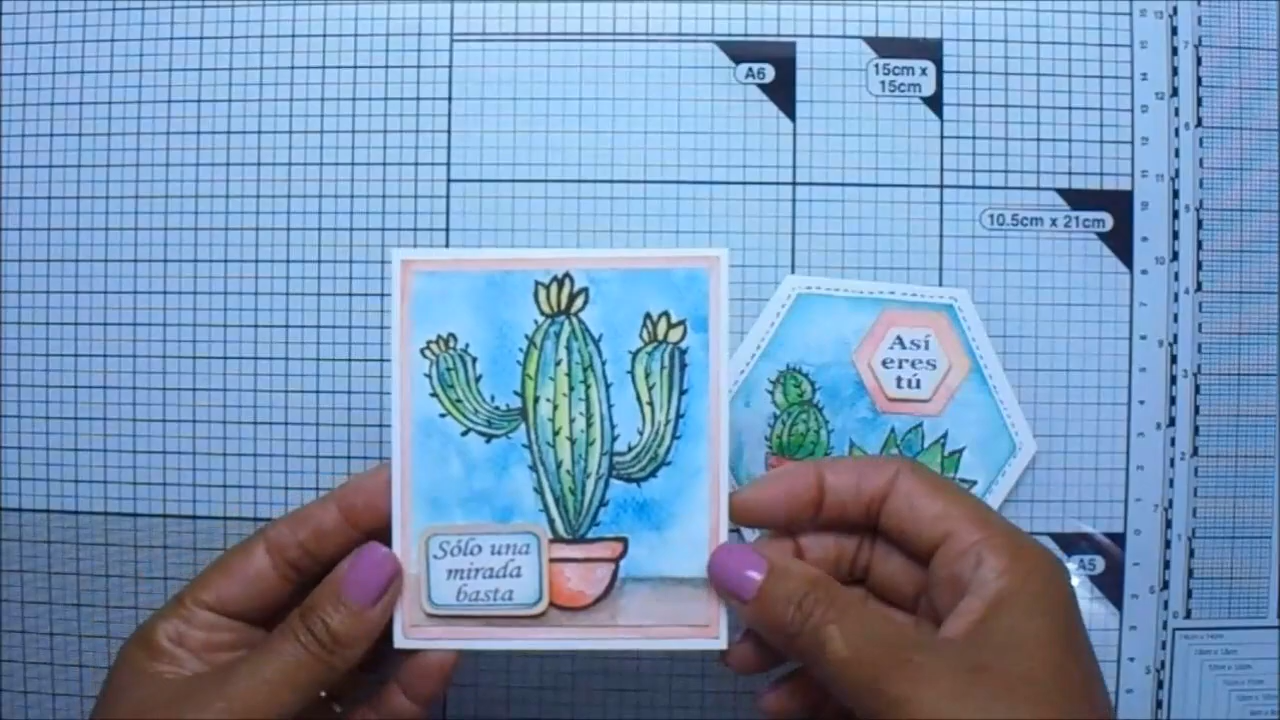 A6
15cm x
15cm
10.5cm x 21cm
Así
eres
tú
Sólo una
mirada
basta
A5